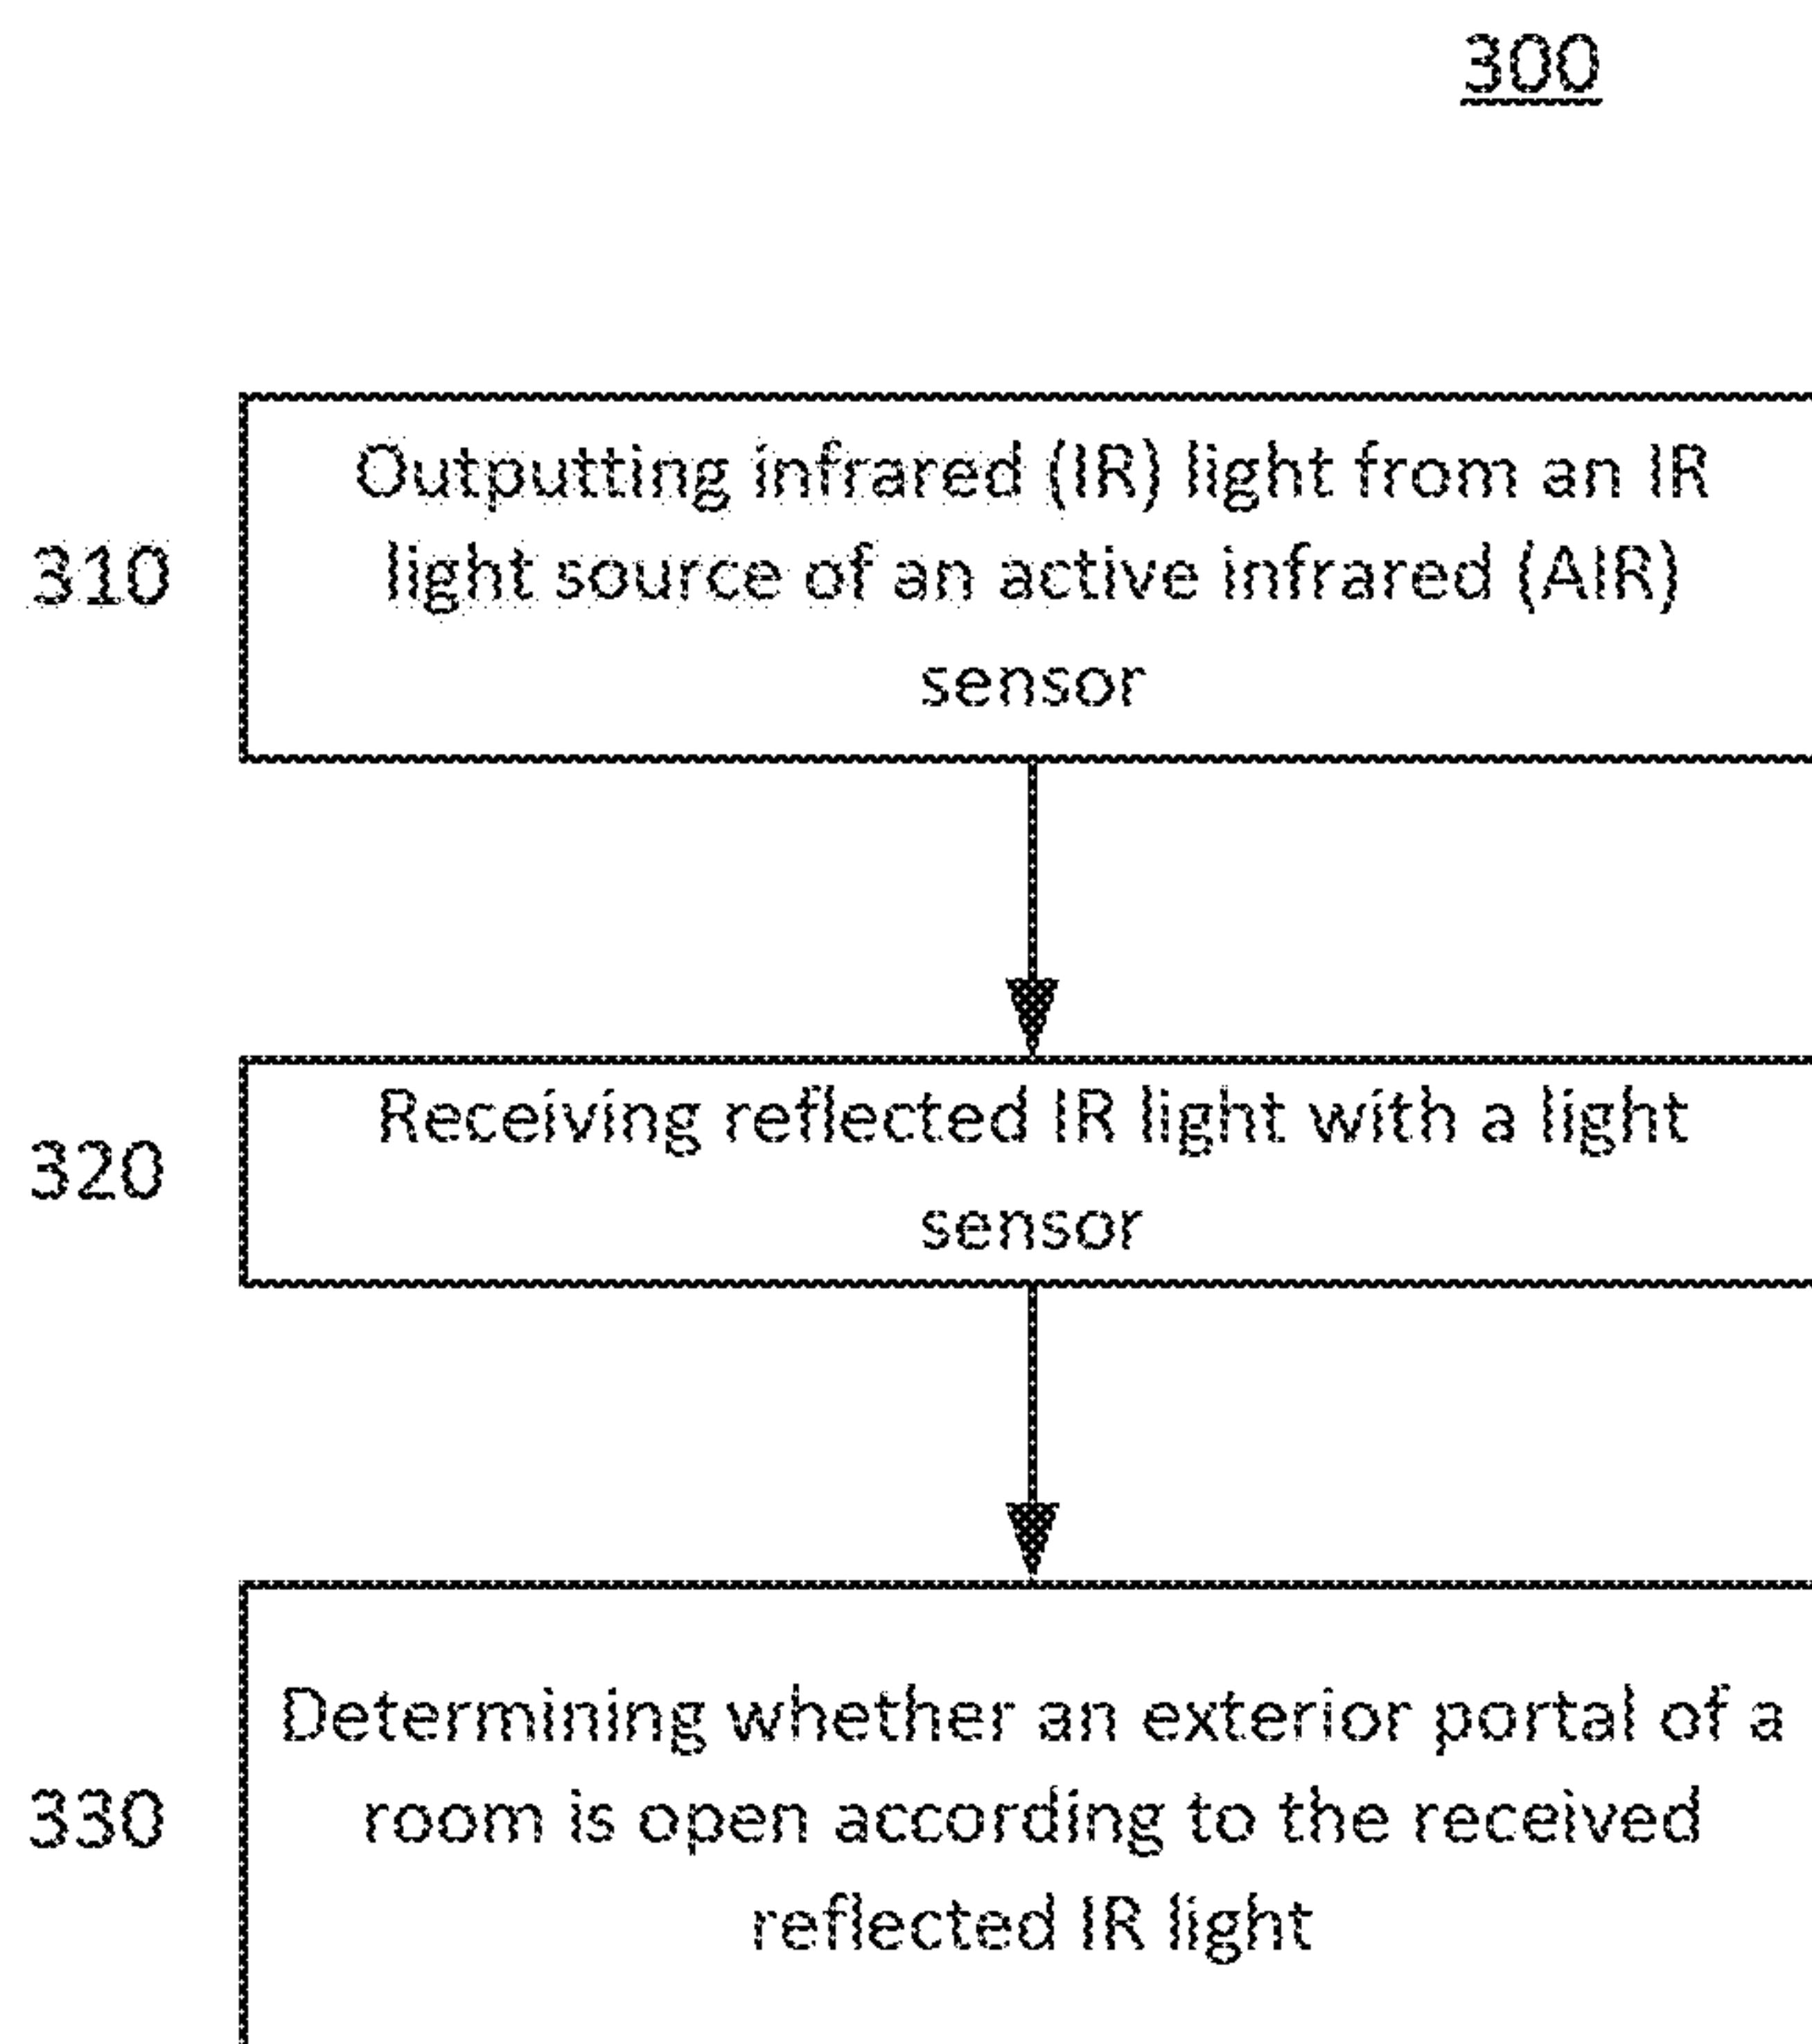 300
Outputting infrared (IR) light from an IR
light source of an active infrared (AIR)
sensor
310
Receiving reflected IR light with a light
sensor
320
Determining whether an exterior portal of a
room is open according to the received
reflected IR light
330